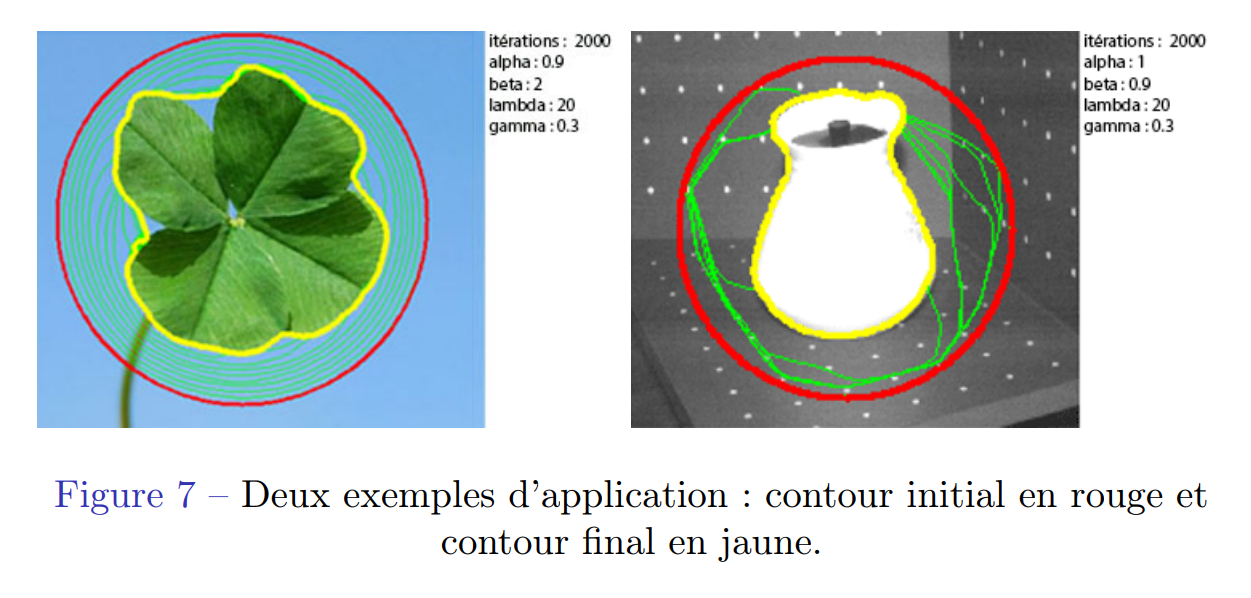 itérations : 2000
alpha : 0.9
beta : 2
lambda : 20
gamma : 0.3
itérations : 2000
alpha : 1
beta : 0.9
lambda : 20
gamma : 0.3
Figure 7 – Deux exemples d'application : contour initial en rouge et
contour final en jaune.